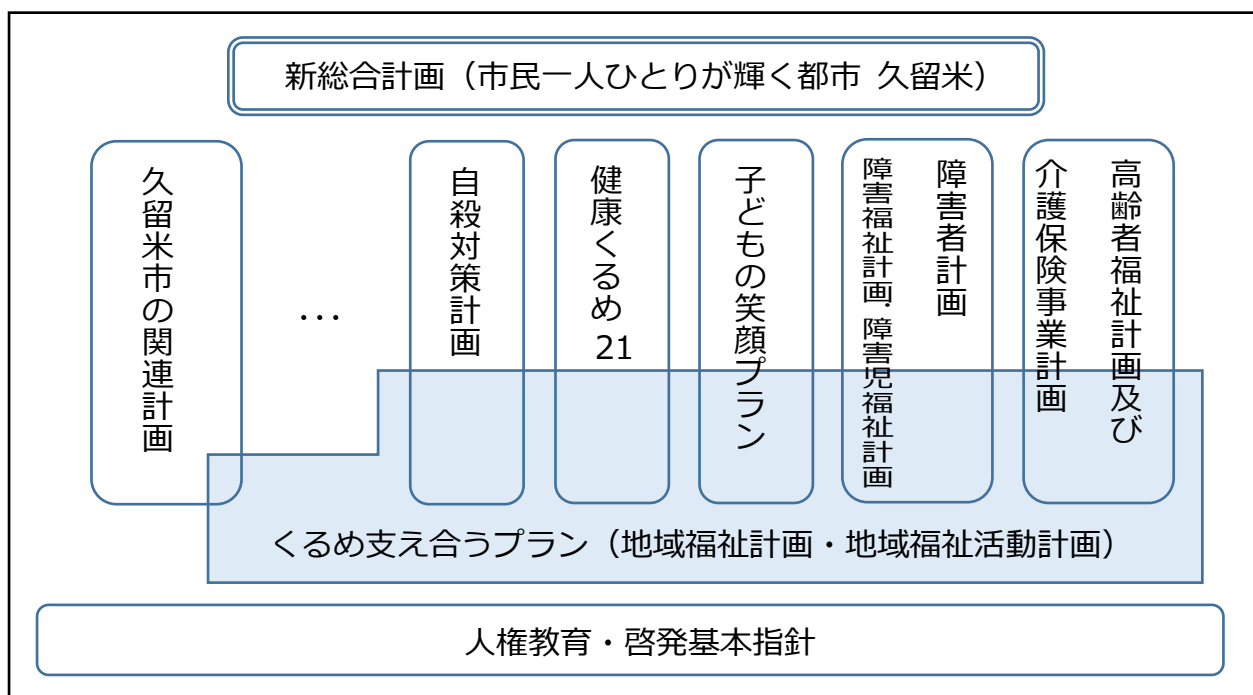 新総合計画（市民一人ひとりが輝く都市 久留米）
高齢者福祉計画及び
介護保険事業計画
障害者計画
障害福祉計画・障害児福祉計画
子どもの笑顔プラン
健康くるめ21
自殺対策計画
...
久留米市の関連計画
くるめ支え合うプラン（地域福祉計画・地域福祉活動計画）
人権教育・啓発基本指針